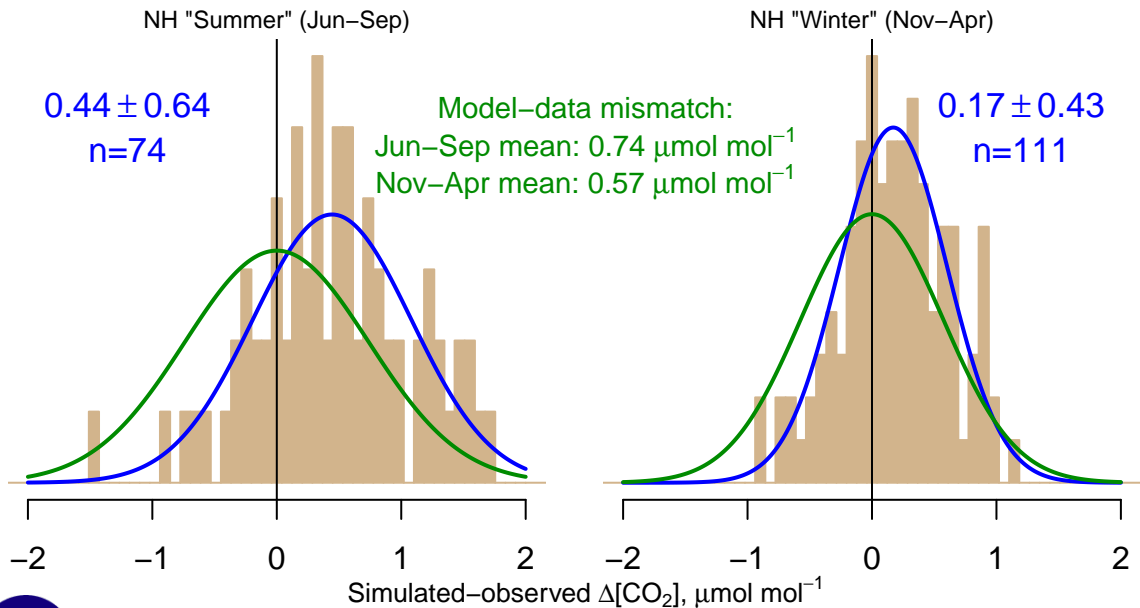 NH "Summer" (Jun−Sep)
NH "Winter" (Nov−Apr)
0.44 ± 0.64
n=74
Model−data mismatch:
Jun−Sep mean: 0.74 μmol mol⁻¹
Nov−Apr mean: 0.57 μmol mol⁻¹
0.17 ± 0.43
n=111
−2 −1 0 1 2
−2 −1 0 1 2
Simulated−observed Δ[CO₂], μmol mol⁻¹